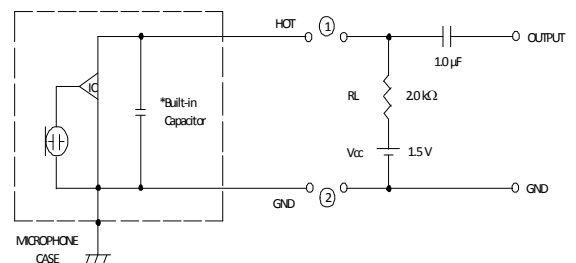 HOT
1
OUTPUT
1.0 µF
IC
*Built-in
Capacitor
RL
2.0 kΩ
Vcc
1.5 V
GND
2
GND
MICROPHONE
CASE